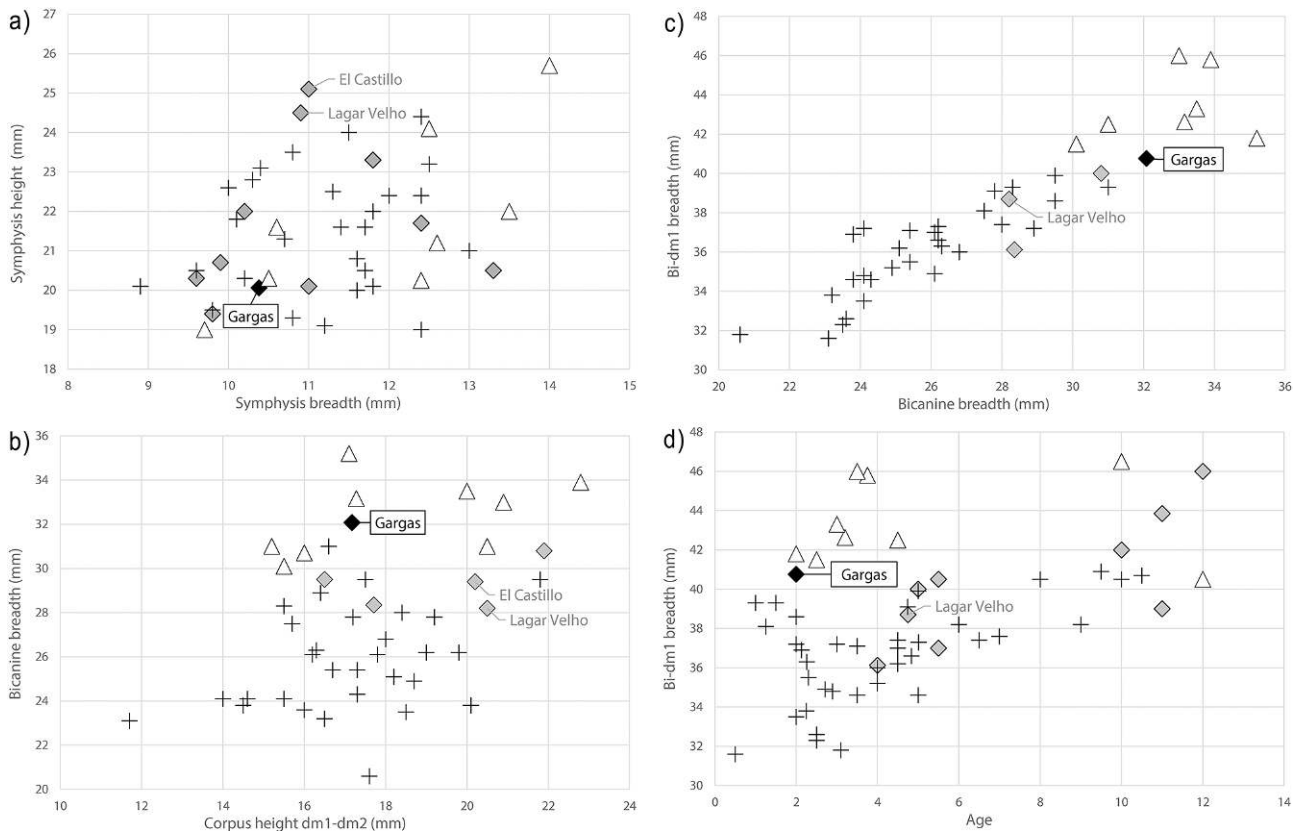 a)
27
26
25
24
23
22
21
20
19
18
Symphysis height (mm)
El Castillo
Lagar Velho
Gargas
8 9 10 11 12 13 14 15
Symphysis breadth (mm)
c)
48
46
44
42
40
38
36
34
32
30
Bi-dm1 breadth (mm)
Gargas
Lagar Velho
20 22 24 26 28 30 32 34 36
Bicanine breadth (mm)
b)
36
34
32
30
28
26
24
22
20
Bicanine breadth (mm)
Gargas
El Castillo
Lagar Velho
10 12 14 16 18 20 22 24
Corpus height dm1-dm2 (mm)
d)
48
46
44
42
40
38
36
34
32
30
Bi-dm1 breadth (mm)
Gargas
Lagar Velho
0 2 4 6 8 10 12 14
Age